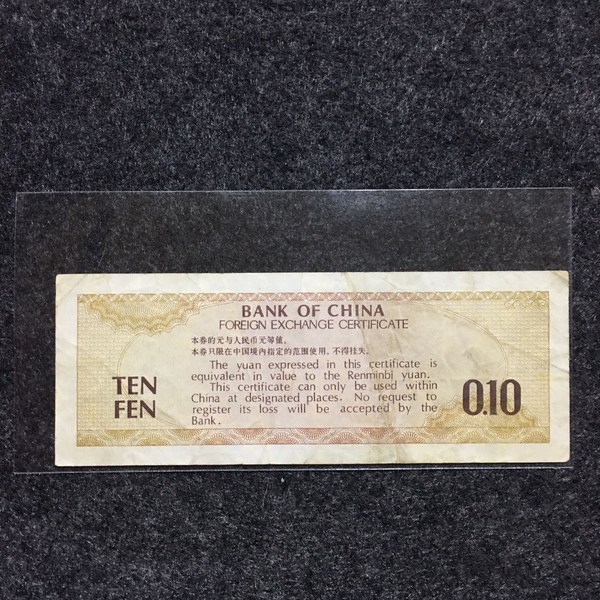 BANK OF CHINA
FOREIGN EXCHANGE CERTIFICATE
本券的元与人民币元等值。
本券只限在中国境内指定的范围使用，不得挂失。
The yuan expressed in this certificate is
equivalent in value to the Renminbi yuan.
This certificate can only be used within
China at designated places. No request to
register its loss will be accepted by the
Bank.
TEN
FEN
0.10